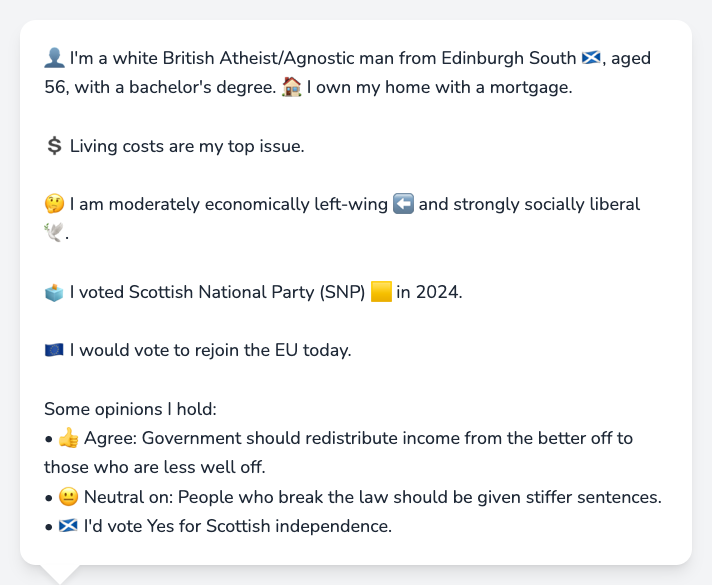 👤 I'm a white British Atheist/Agnostic man from Edinburgh South 🏴󠁧󠁢󠁳󠁣󠁴󠁿, aged
56, with a bachelor's degree. 🏠 I own my home with a mortgage.
💲 Living costs are my top issue.
🤔 I am moderately economically left-wing ⬅️ and strongly socially liberal
🕊️.
🗳️ I voted Scottish National Party (SNP) 🟨 in 2024.
🇪🇺 I would vote to rejoin the EU today.
Some opinions I hold:
• 👍 Agree: Government should redistribute income from the better off to
those who are less well off.
• 😐 Neutral on: People who break the law should be given stiffer sentences.
• 🏴󠁧󠁢󠁳󠁣󠁴󠁿 I'd vote Yes for Scottish independence.